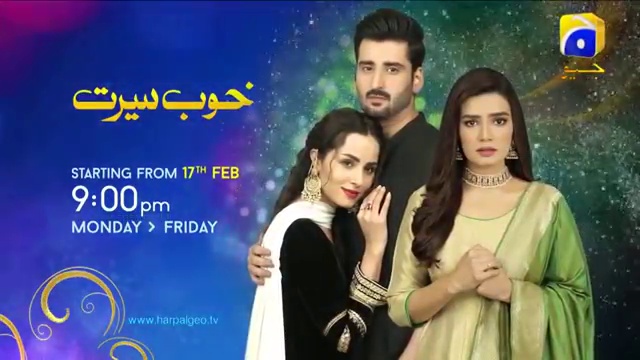 خوب سیرت
STARTING FROM 17TH FEB
9:00pm
MONDAY > FRIDAY
www.harpalgeo.tv